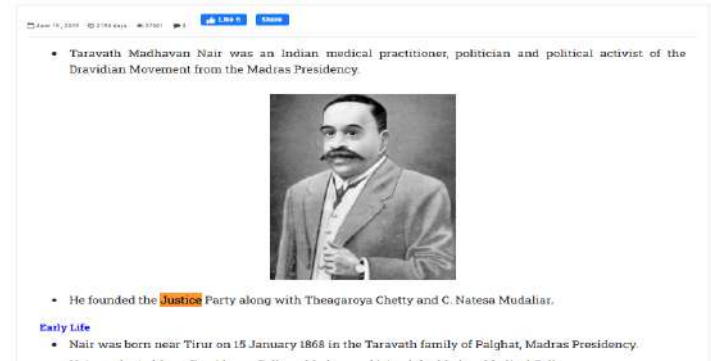 Like 0 Share
• Taravath Madhavan Nair was an Indian medical practitioner, politician and political activist of the
Dravidian Movement from the Madras Presidency.
• He founded the Justice Party along with Theagaroya Chetty and C. Natesa Mudaliar.
Early Life
• Nair was born near Tirur on 15 January 1868 in the Taravath family of Palghat, Madras Presidency.